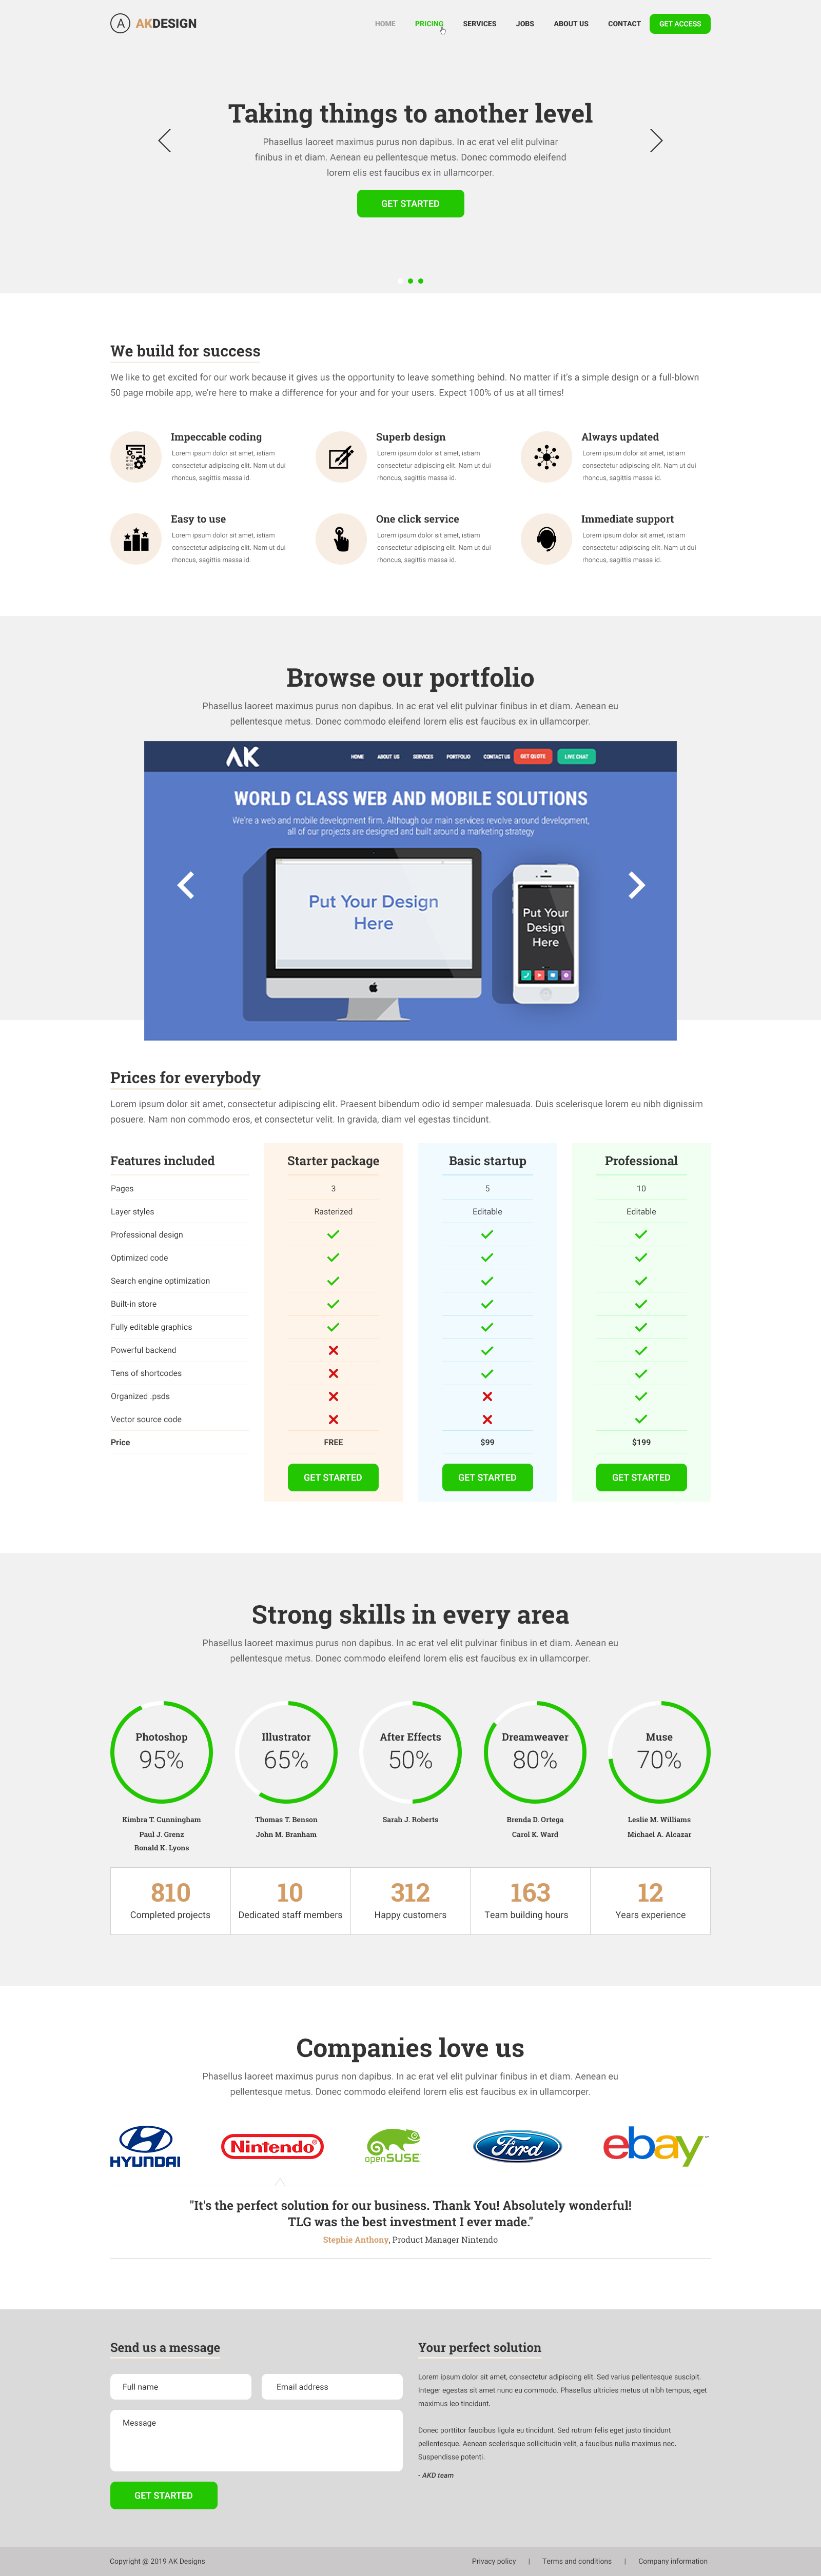 A AKDESIGN
HOME PRICING SERVICES JOBS ABOUT US CONTACT GET ACCESS
Taking things to another level
Phasellus laoreet maximus purus non dapibus. In ac erat vel elit pulvinar
finibus in et diam. Aenean eu pellentesque metus. Donec commodo eleifend
lorem elis est faucibus ex in ullamcorper.
GET STARTED
We build for success
We like to get excited for our work because it gives us the opportunity to leave something behind. No matter if it's a simple design or a full-blown
50 page mobile app, we're here to make a difference for your and for your users. Expect 100% of us at all times!
Impeccable coding
Lorem ipsum dolor sit amet, istiam
consectetur adipiscing elit. Nam ut dui
rhoncus, sagittis massa id.
Superb design
Lorem ipsum dolor sit amet, istiam
consectetur adipiscing elit. Nam ut dui
rhoncus, sagittis massa id.
Always updated
Lorem ipsum dolor sit amet, istiam
consectetur adipiscing elit. Nam ut dui
rhoncus, sagittis massa id.
Easy to use
Lorem ipsum dolor sit amet, istiam
consectetur adipiscing elit. Nam ut dui
rhoncus, sagittis massa id.
One click service
Lorem ipsum dolor sit amet, istiam
consectetur adipiscing elit. Nam ut dui
rhoncus, sagittis massa id.
Immediate support
Lorem ipsum dolor sit amet, istiam
consectetur adipiscing elit. Nam ut dui
rhoncus, sagittis massa id.
Browse our portfolio
Phasellus laoreet maximus purus non dapibus. In ac erat vel elit pulvinar finibus in et diam. Aenean eu
pellentesque metus. Donec commodo eleifend lorem elis est faucibus ex in ullamcorper.
AK HOME ABOUT US SERVICES PORTFOLIO CONTACT US GET QUOTE LIVE CHAT
WORLD CLASS WEB AND MOBILE SOLUTIONS
We're a web and mobile development firm. Although our main services revolve around development,
all of our projects are designed and built around a marketing strategy
Put Your Design
Here
Put Your
Design
Here
Prices for everybody
Lorem ipsum dolor sit amet, consectetur adipiscing elit. Praesent bibendum odio id semper malesuada. Duis scelerisque lorem eu nibh dignissim
posuere. Nam non commodo eros, et consectetur velit. In gravida, diam vel egestas tincidunt.
Features included Starter package Basic startup Professional
Pages 3 5 10
Layer styles Rasterized Editable Editable
Professional design
Optimized code
Search engine optimization
Built-in store
Fully editable graphics
Powerful backend
Tens of shortcodes
Organized .psds
Vector source code
Price FREE $99 $199
GET STARTED GET STARTED GET STARTED
Strong skills in every area
Phasellus laoreet maximus purus non dapibus. In ac erat vel elit pulvinar finibus in et diam. Aenean eu
pellentesque metus. Donec commodo eleifend lorem elis est faucibus ex in ullamcorper.
Photoshop
95%
Kimbra T. Cunningham
Paul J. Grenz
Ronald K. Lyons
Illustrator
65%
Thomas T. Benson
John M. Branham
After Effects
50%
Sarah J. Roberts
Dreamweaver
80%
Brenda D. Ortega
Carol K. Ward
Muse
70%
Leslie M. Williams
Michael A. Alcazar
810
Completed projects
10
Dedicated staff members
312
Happy customers
163
Team building hours
12
Years experience
Companies love us
Phasellus laoreet maximus purus non dapibus. In ac erat vel elit pulvinar finibus in et diam. Aenean eu
pellentesque metus. Donec commodo eleifend lorem elis est faucibus ex in ullamcorper.
HYUNDAI
Nintendo
openSUSE
Ford
ebay
"It's the perfect solution for our business. Thank You! Absolutely wonderful!
TLG was the best investment I ever made."
Stephie Anthony, Product Manager Nintendo
Send us a message
Full name Email address
Message
GET STARTED
Your perfect solution
Lorem ipsum dolor sit amet, consectetur adipiscing elit. Sed varius pellentesque suscipit.
Integer egestas sit amet nunc eu commodo. Phasellus ultricies metus ut nibh tempus, eget
maximus leo tincidunt.
Donec porttitor faucibus ligula eu tincidunt. Sed rutrum felis eget justo tincidunt
pellentesque. Aenean scelerisque sollicitudin velit, a faucibus nulla maximus nec.
Suspendisse potenti.
- AKD team
Copyright @ 2019 AK Designs
Privacy policy | Terms and conditions | Company information